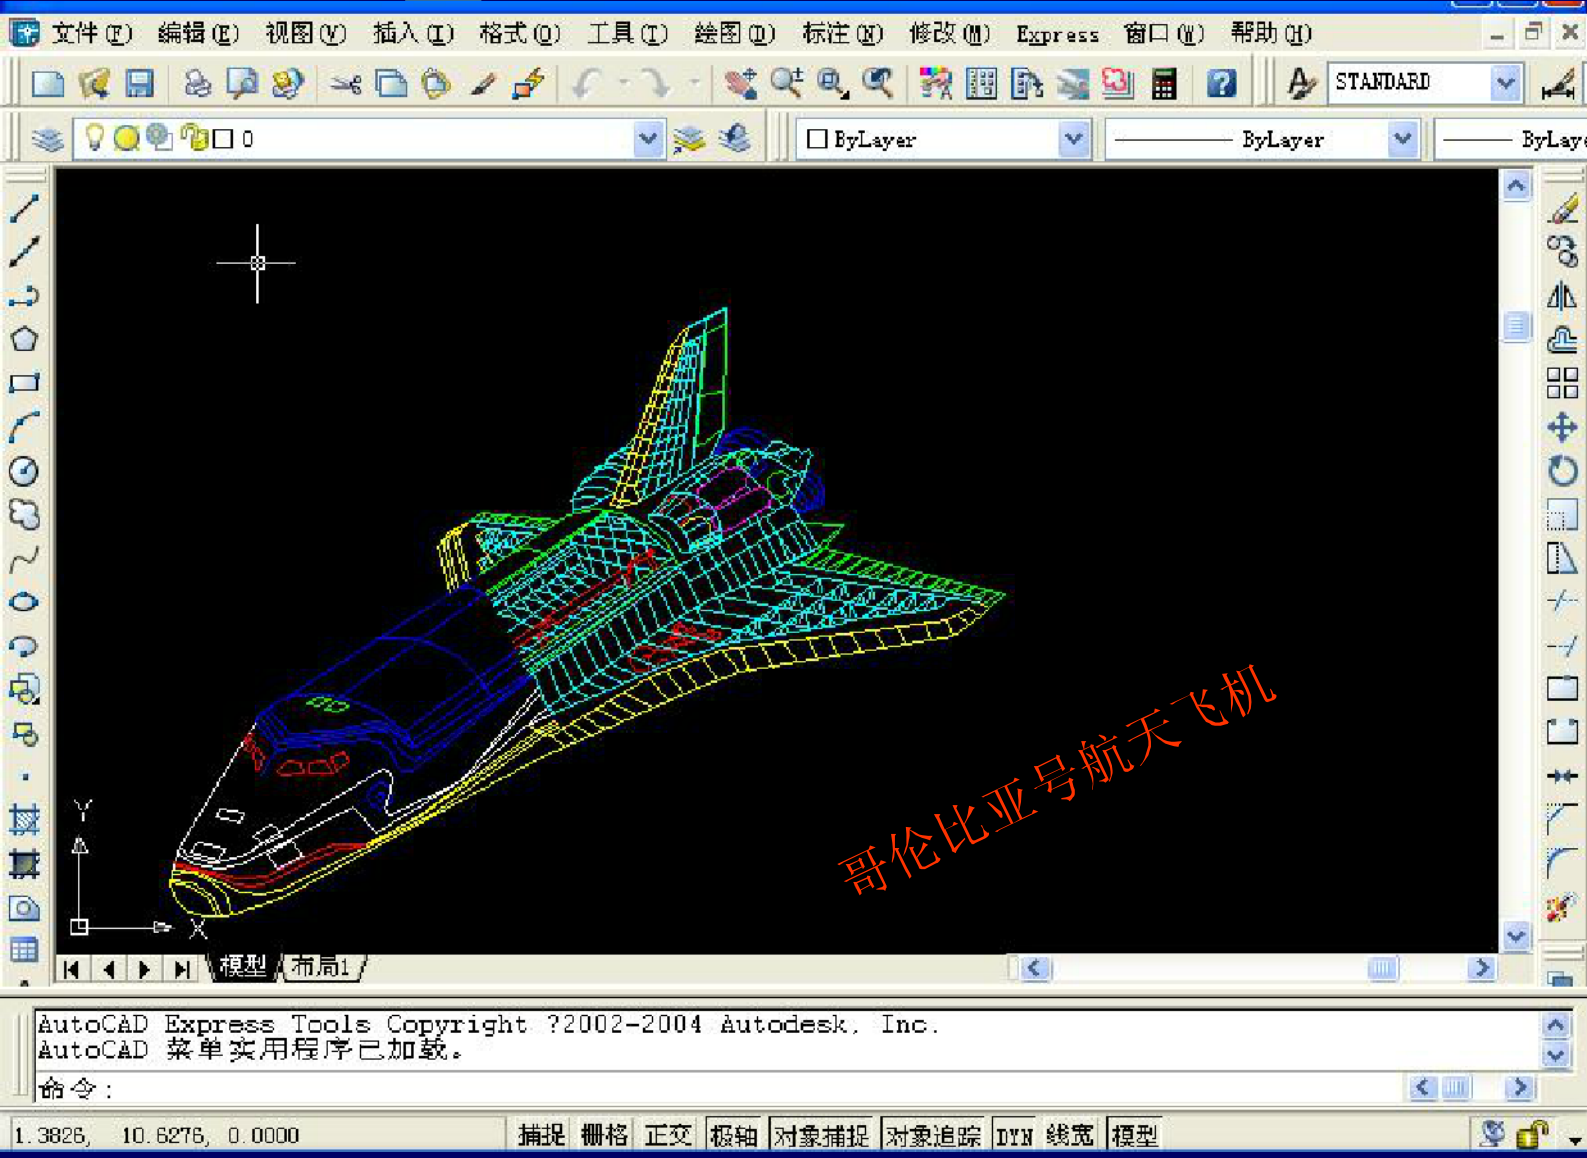 文件(F) 编辑(E) 视图(V) 插入(I) 格式(O) 工具(T) 绘图(D) 标注(N) 修改(M) Express 窗口(W) 帮助(H)
STANDARD
0 ByLayer ByLayer ByLaye
哥伦比亚号航天飞机
Y
X
模型 布局1
AutoCAD Express Tools Copyright ?2002-2004 Autodesk, Inc.
AutoCAD 菜单实用程序已加载。
命令:
1.3826, 10.6276, 0.0000 捕捉 栅格 正交 极轴 对象捕捉 对象追踪 DYN 线宽 模型